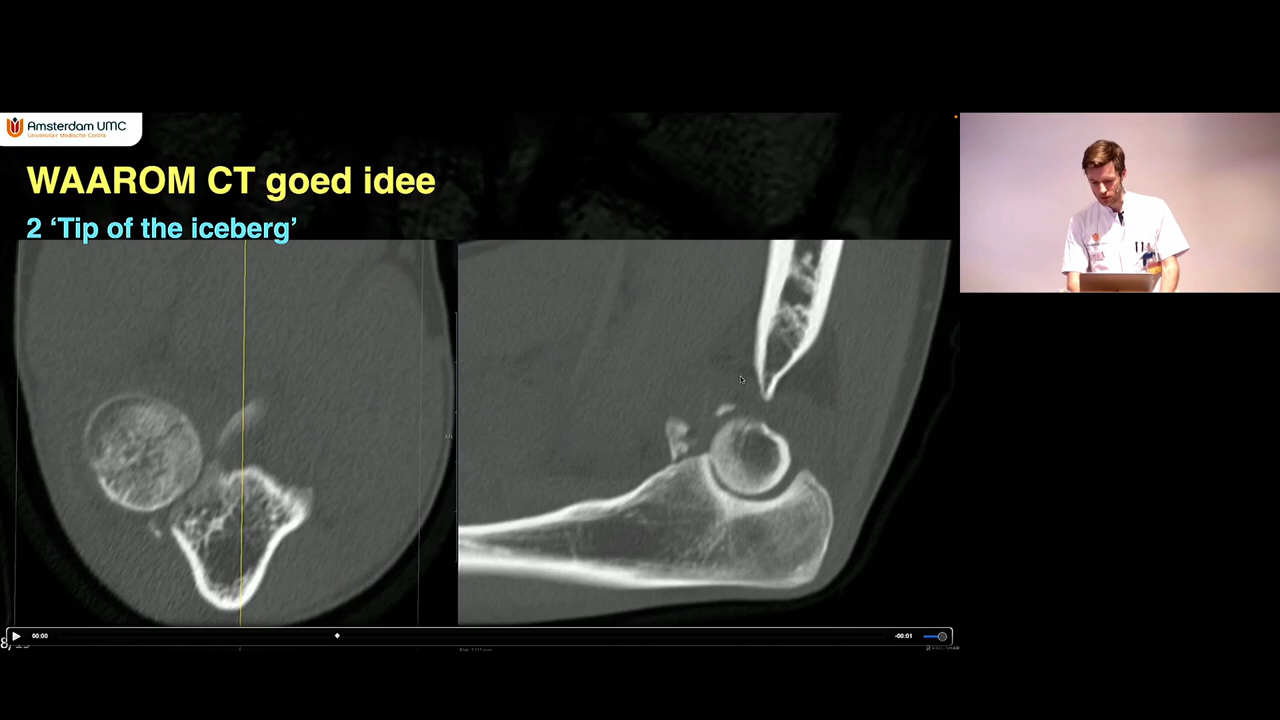 Amsterdam UMC
Universitair Medische Centra
WAAROM CT goed idee
2 ‘Tip of the iceberg’
00:00
-00:01